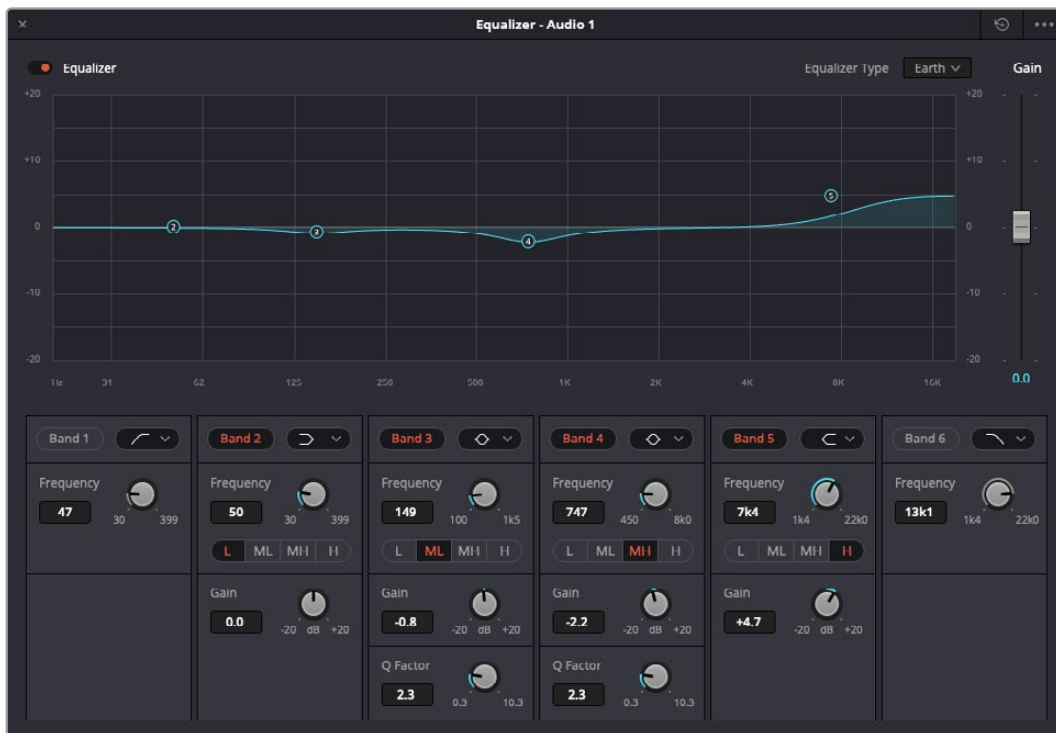 Equalizer - Audio 1
Equalizer
Equalizer Type Earth Gain
+20 +20
+10 +10
0 0
-10 -10
-20 -20
Hz 31 62 125 250 500 1K 2K 4K 8K 16K 0.0
2 3 4 5
Band 1 Band 2 Band 3 Band 4 Band 5 Band 6
Frequency Frequency Frequency Frequency Frequency Frequency
47 30 399 50 30 399 149 100 1k5 747 450 8k0 7k4 1k4 22k0 13k1 1k4 22k0
L ML MH H L ML MH H L ML MH H L ML MH H
Gain Gain Gain Gain
0.0 -20 dB +20 -0.8 -20 dB +20 -2.2 -20 dB +20 +4.7 -20 dB +20
Q Factor Q Factor
2.3 0.3 10.3 2.3 0.3 10.3